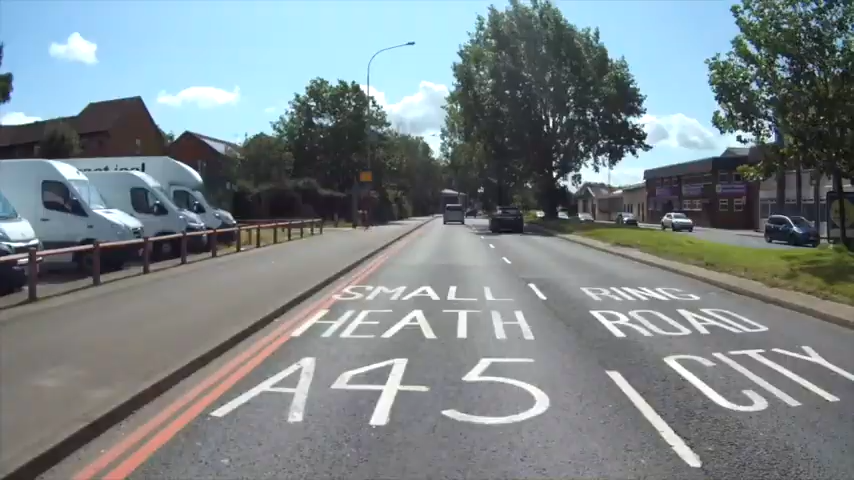 SMALL
HEATH
A45
RING
ROAD
CITY